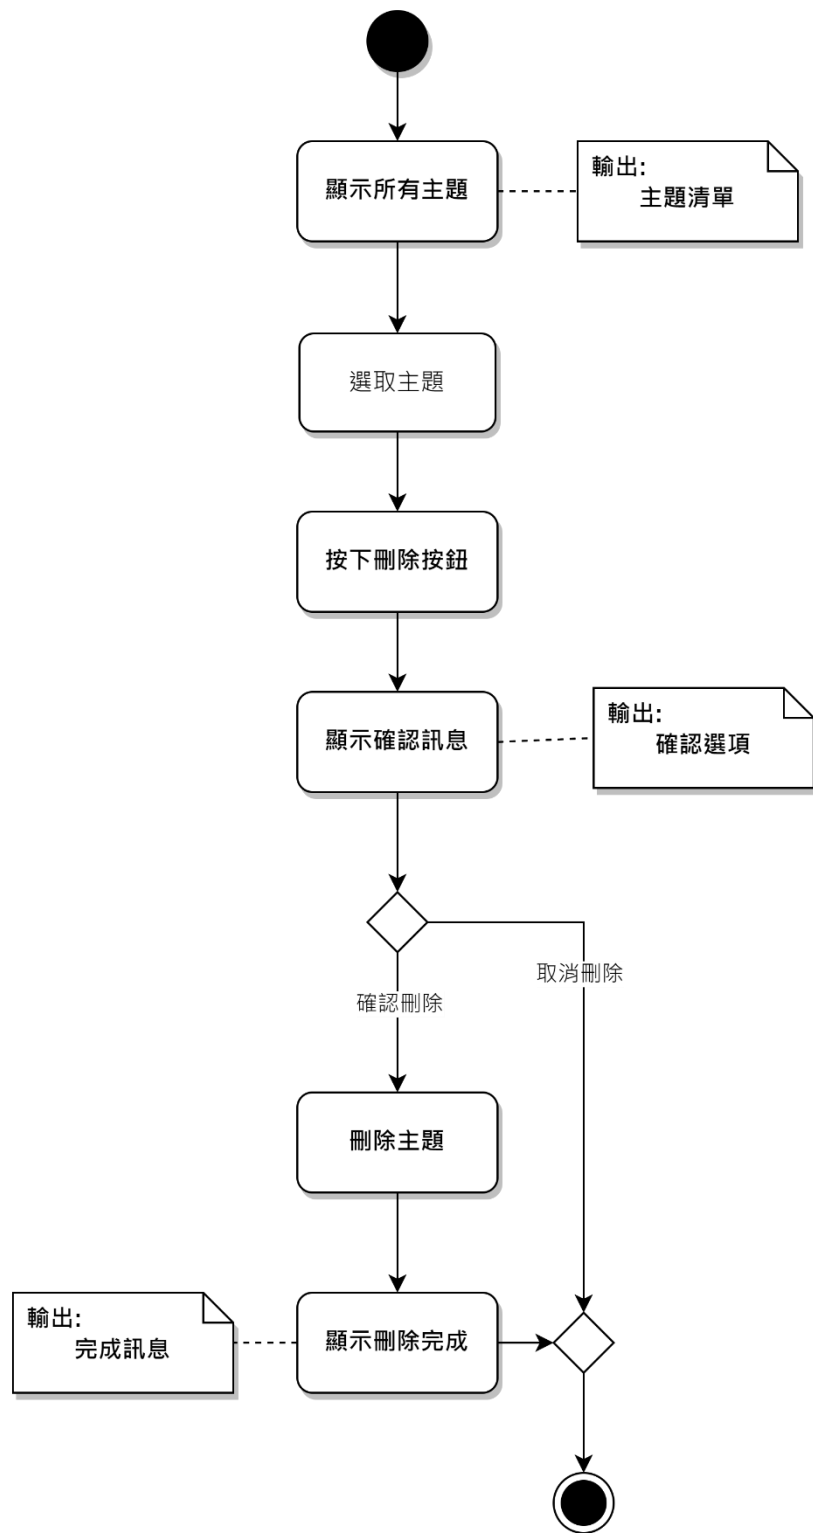 顯示所有主題
輸出:
主題清單
選取主題
按下刪除按鈕
顯示確認訊息
輸出:
確認選項
取消刪除
確認刪除
刪除主題
輸出:
完成訊息
顯示刪除完成